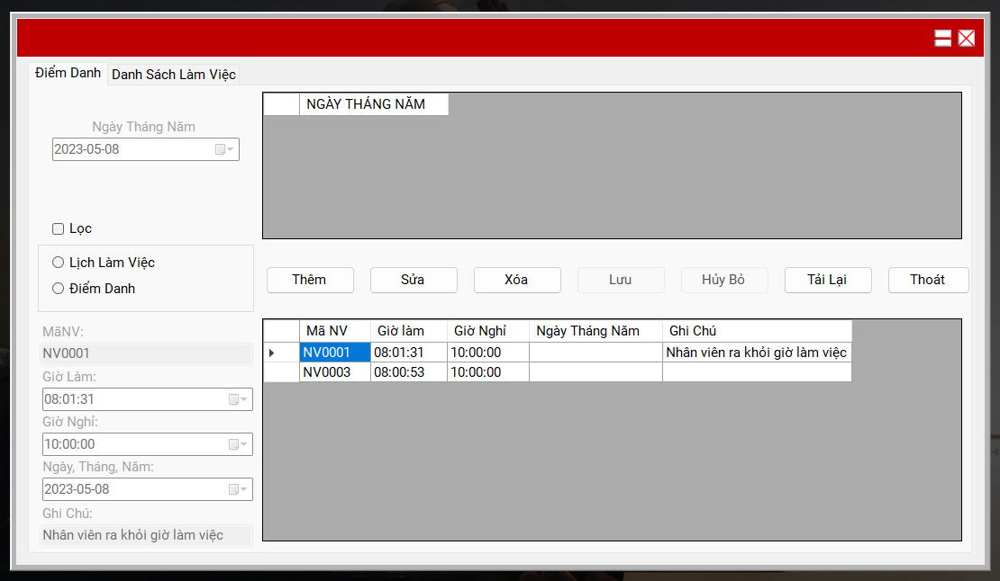 Điểm Danh
Danh Sách Làm Việc
Ngày Tháng Năm
2023-05-08
NGÀY THÁNG NĂM
Lọc
Lịch Làm Việc
Điểm Danh
Thêm Sửa Xóa Lưu Hủy Bỏ Tải Lại Thoát
MãNV:
NV0001
Giờ Làm:
08:01:31
Giờ Nghỉ:
10:00:00
Ngày, Tháng, Năm:
2023-05-08
Ghi Chú:
Nhân viên ra khỏi giờ làm việc
Mã NV Giờ làm Giờ Nghỉ Ngày Tháng Năm Ghi Chú
NV0001 08:01:31 10:00:00 Nhân viên ra khỏi giờ làm việc
NV0003 08:00:53 10:00:00